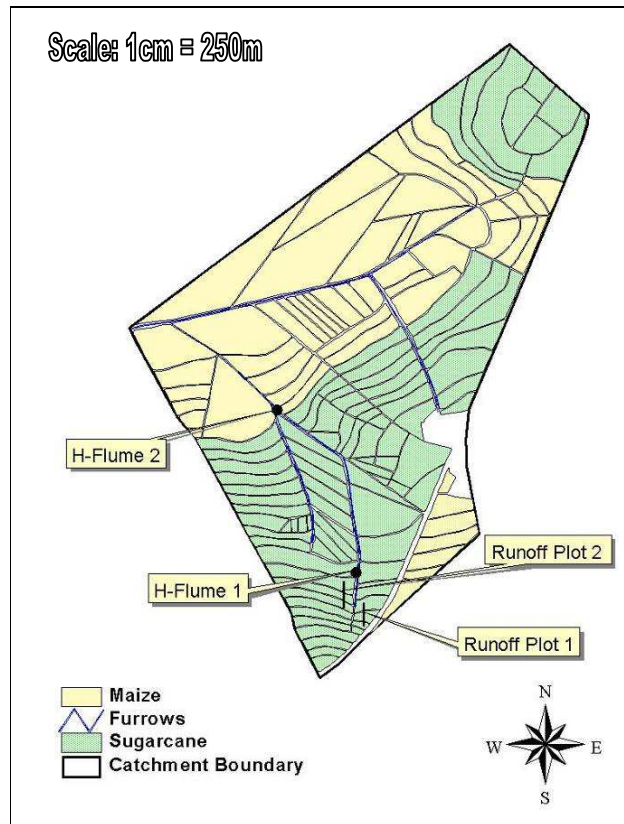 Scale: 1cm = 250m
H-Flume 2
Runoff Plot 2
H-Flume 1
Runoff Plot 1
Maize
Furrows
Sugarcane
Catchment Boundary
N
W E
S